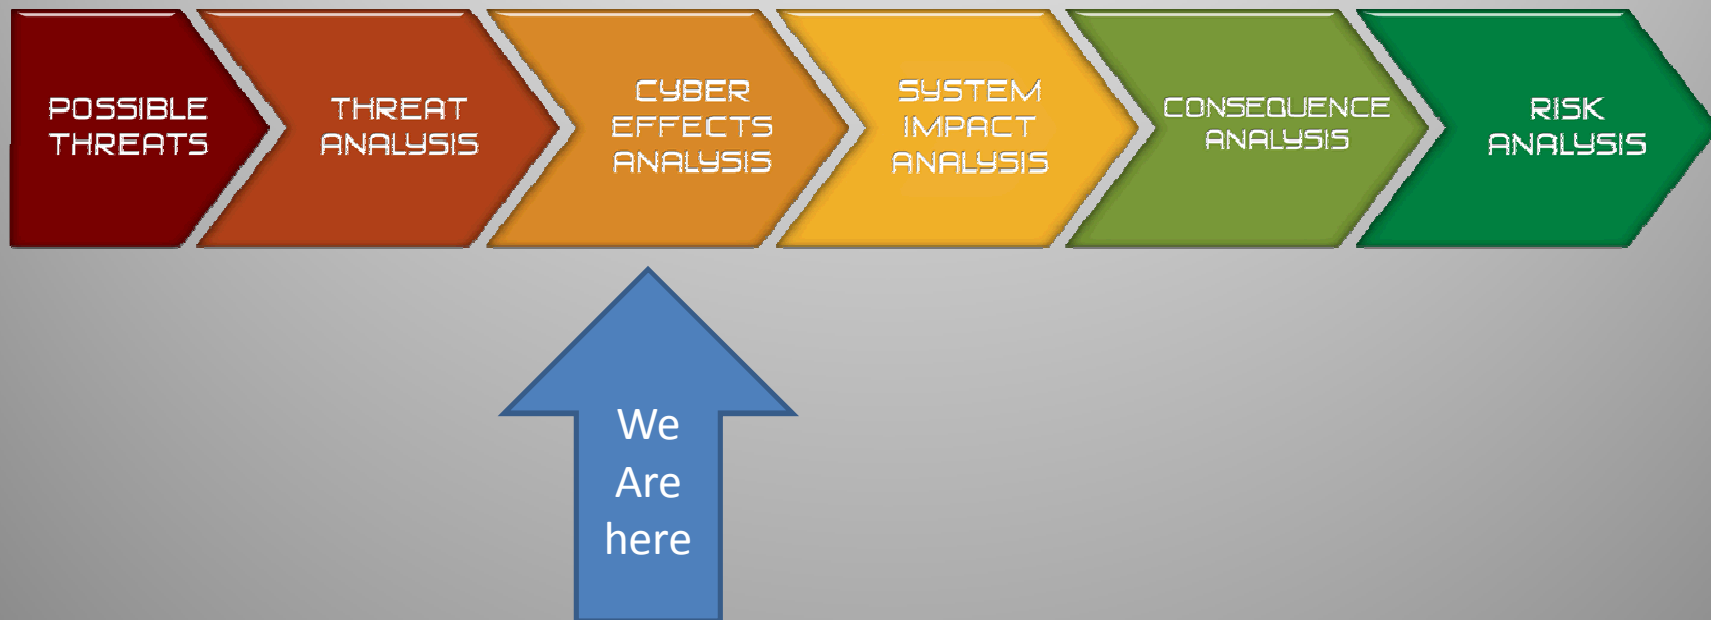 POSSIBLE
THREATS
THREAT
ANALYSIS
CYBER
EFFECTS
ANALYSIS
SYSTEM
IMPACT
ANALYSIS
CONSEQUENCE
ANALYSIS
RISK
ANALYSIS
We
Are
here